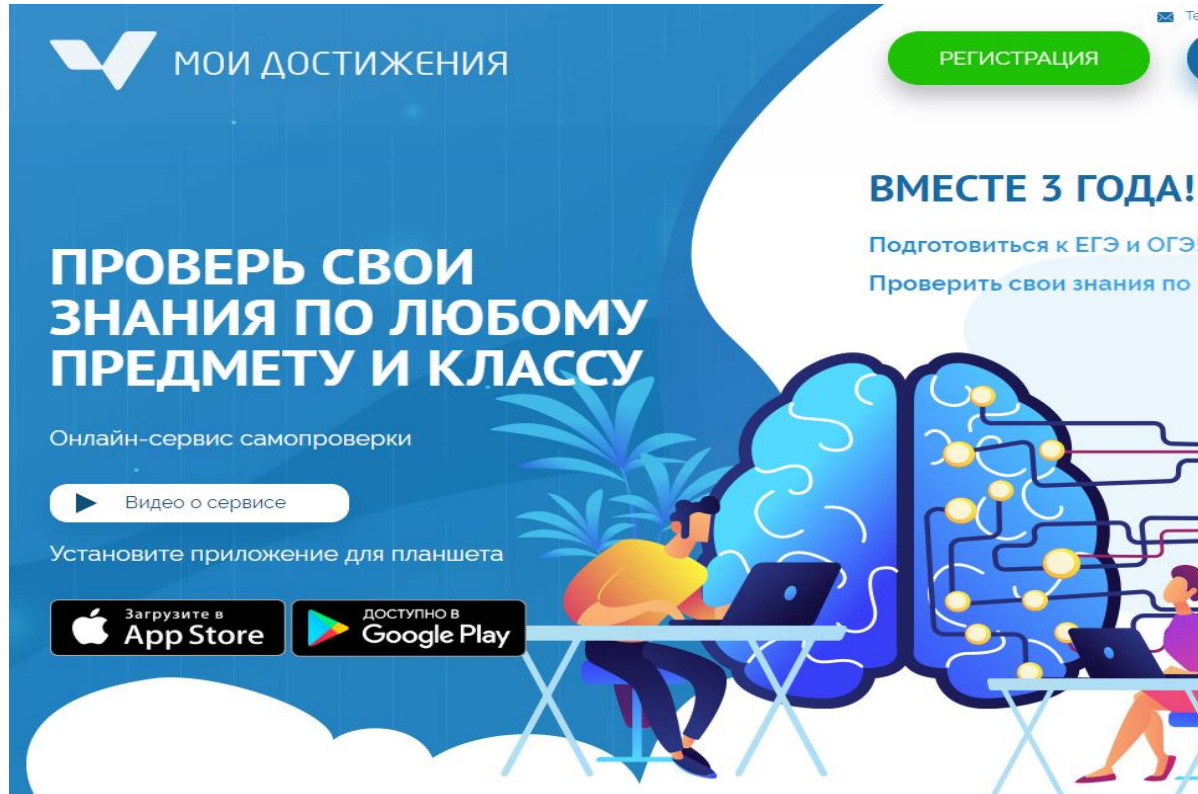 МОИ ДОСТИЖЕНИЯ
РЕГИСТРАЦИЯ
ВМЕСТЕ 3 ГОДА!
Подготовиться к ЕГЭ и ОГЭ!
Проверить свои знания по
ПРОВЕРЬ СВОИ
ЗНАНИЯ ПО ЛЮБОМУ
ПРЕДМЕТУ И КЛАССУ
Онлайн-сервис самопроверки
Видео о сервисе
Установите приложение для планшета
Загрузите в
App Store
ДОСТУПНО В
Google Play